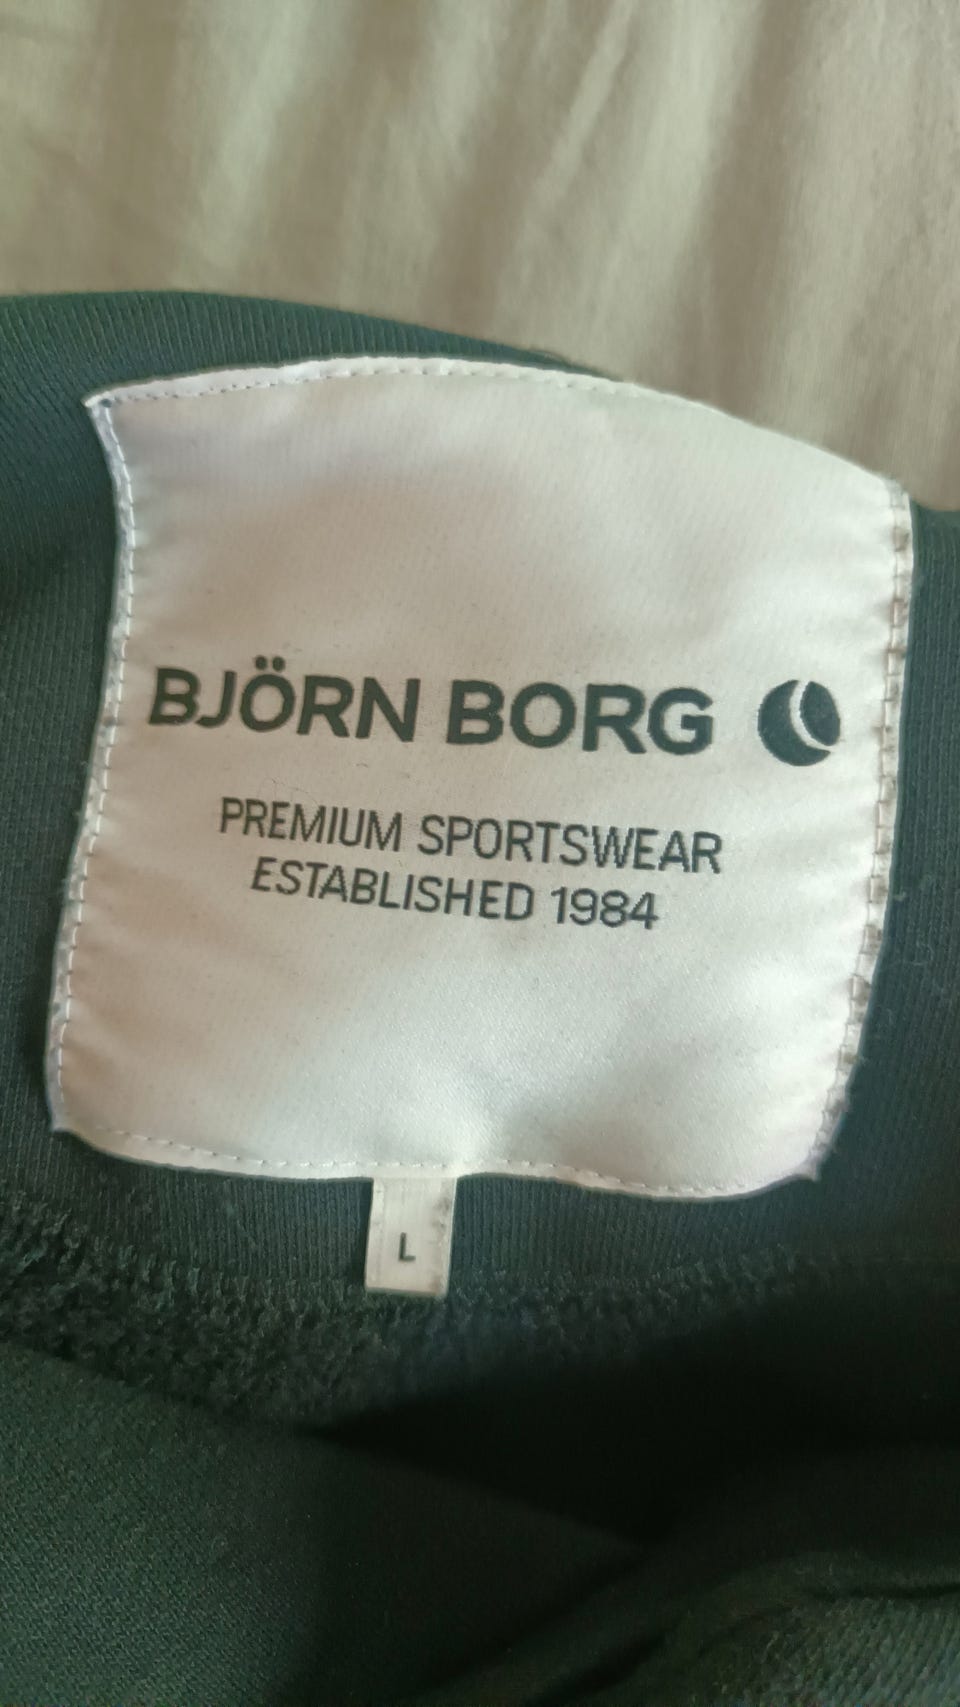 BJÖRN BORG
PREMIUM SPORTSWEAR
ESTABLISHED 1984
L